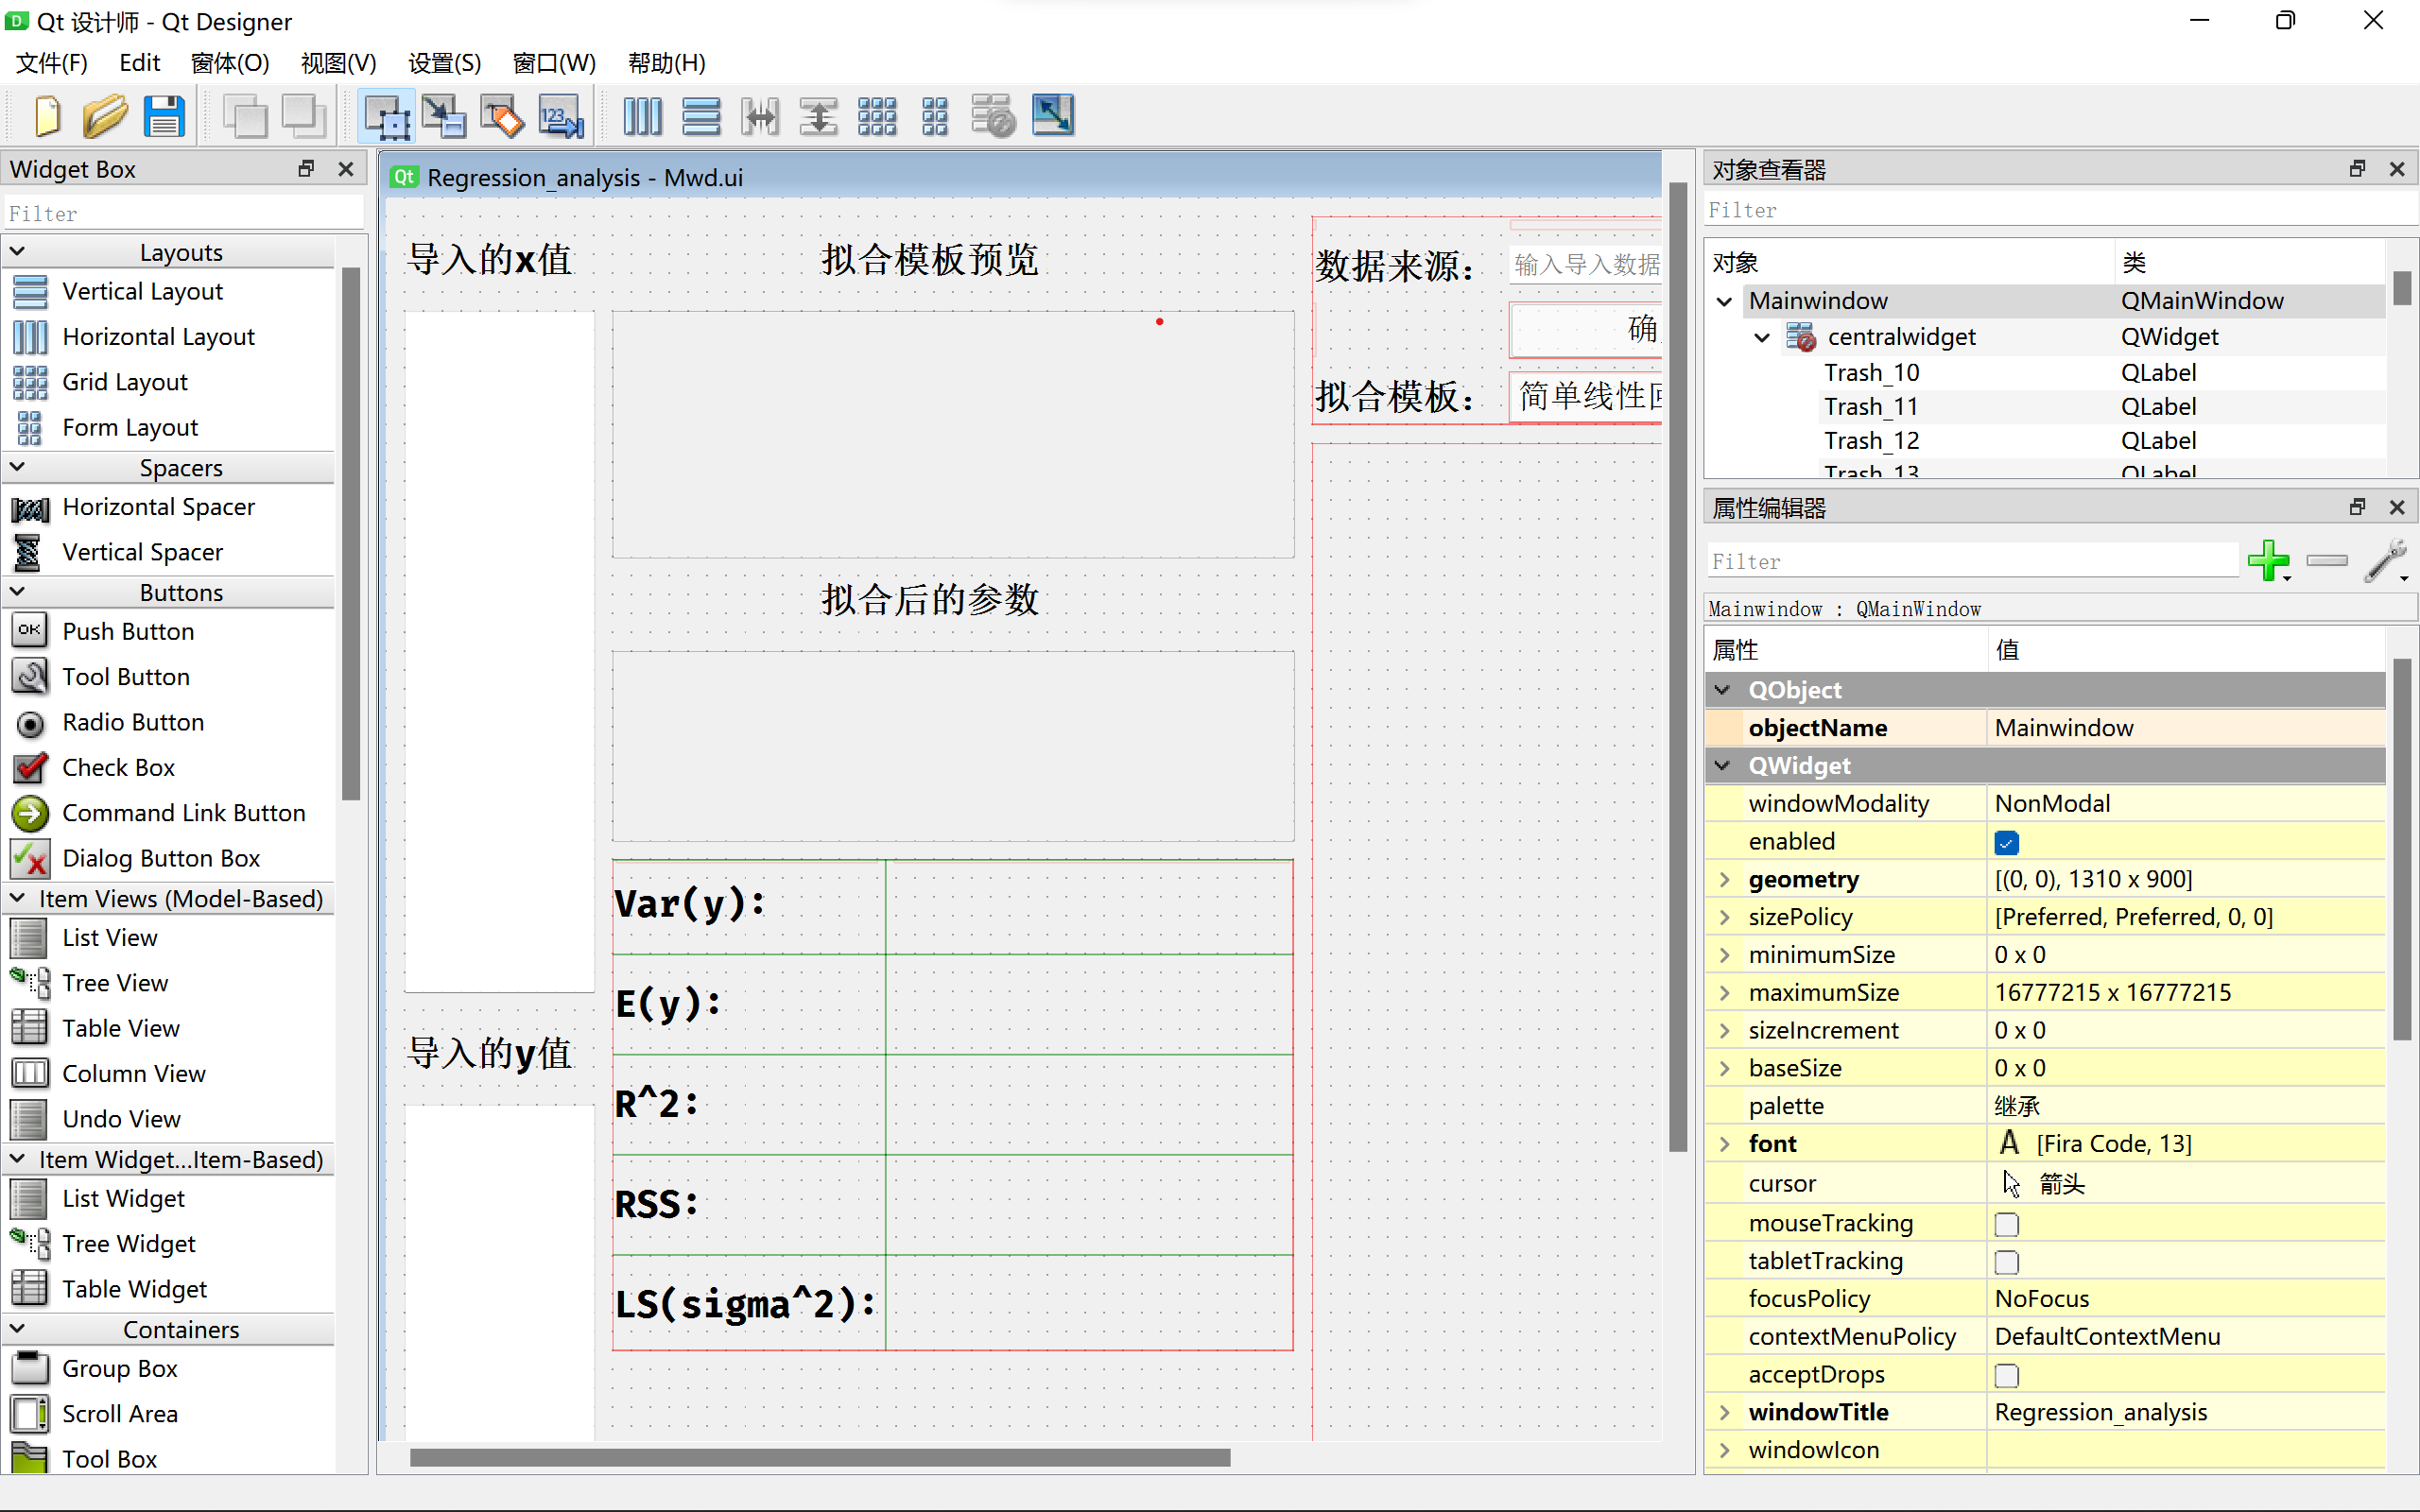 Qt 设计师 - Qt Designer
文件(F) Edit 窗体(O) 视图(V) 设置(S) 窗口(W) 帮助(H)
Widget Box
Filter
Layouts
Vertical Layout
Horizontal Layout
Grid Layout
Form Layout
Spacers
Horizontal Spacer
Vertical Spacer
Buttons
OK Push Button
Tool Button
Radio Button
Check Box
Command Link Button
Dialog Button Box
Item Views (Model-Based)
List View
Tree View
Table View
Column View
Undo View
Item Widget...Item-Based)
List Widget
Tree Widget
Table Widget
Containers
Group Box
Scroll Area
Tool Box
Qt Regression_analysis - Mwd.ui
导入的x值
拟合模板预览
数据来源：
输入导入数据
确
拟合模板：
简单线性回
拟合后的参数
Var(y):
E(y):
R^2:
RSS:
LS(sigma^2):
导入的y值
对象查看器
Filter
对象 类
Mainwindow QMainWindow
centralwidget QWidget
Trash_10 QLabel
Trash_11 QLabel
Trash_12 QLabel
Trash_13 QLabel
属性编辑器
Filter
Mainwindow : QMainWindow
属性 值
QObject
objectName Mainwindow
QWidget
windowModality NonModal
enabled
geometry [(0, 0), 1310 x 900]
sizePolicy [Preferred, Preferred, 0, 0]
minimumSize 0 x 0
maximumSize 16777215 x 16777215
sizeIncrement 0 x 0
baseSize 0 x 0
palette 继承
font A [Fira Code, 13]
cursor 箭头
mouseTracking
tabletTracking
focusPolicy NoFocus
contextMenuPolicy DefaultContextMenu
acceptDrops
windowTitle Regression_analysis
windowIcon